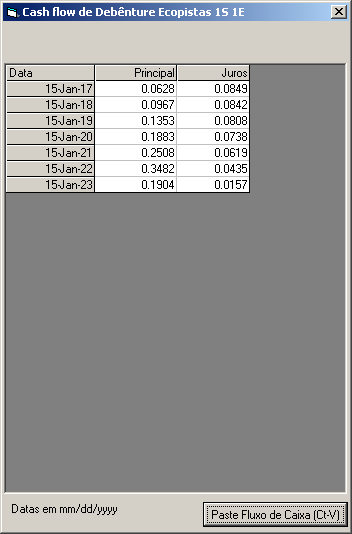 Cash flow de Debênture Ecopistas 1S 1E
Data Principal Juros
15-Jan-17 0.0628 0.0849
15-Jan-18 0.0967 0.0842
15-Jan-19 0.1353 0.0808
15-Jan-20 0.1883 0.0738
15-Jan-21 0.2508 0.0619
15-Jan-22 0.3482 0.0435
15-Jan-23 0.1904 0.0157
Datas em mm/dd/yyyy
Paste Fluxo de Caixa (Ct-V)